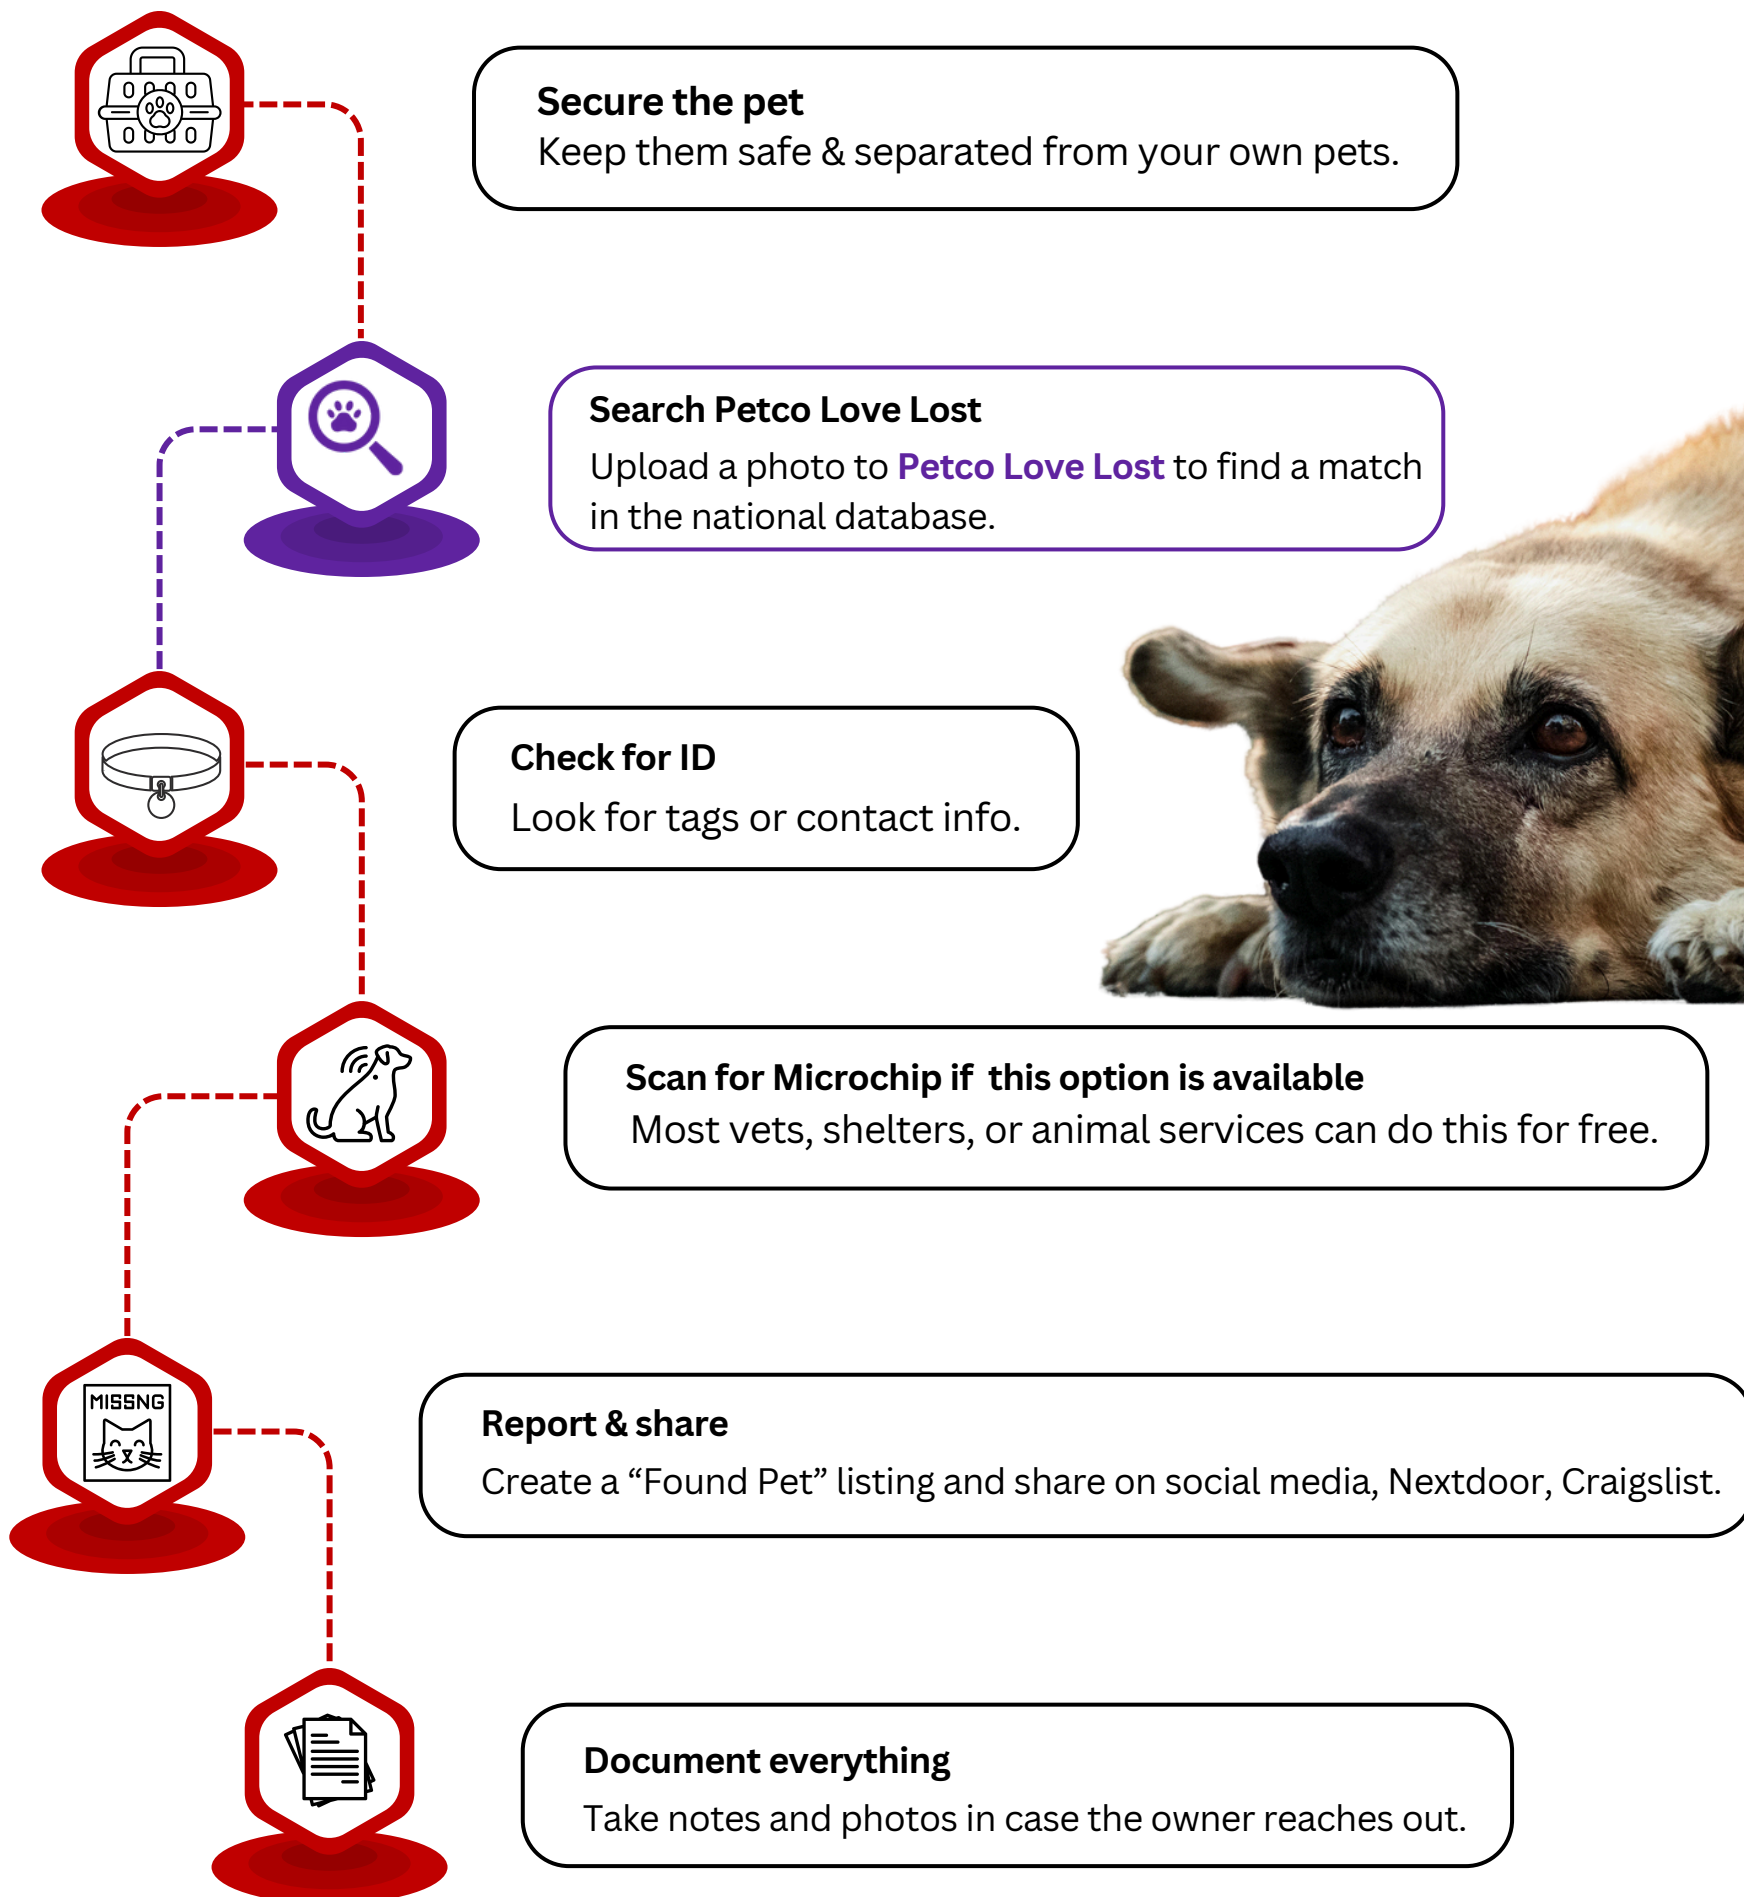 Secure the pet
Keep them safe & separated from your own pets.
Search Petco Love Lost
Upload a photo to Petco Love Lost to find a match
in the national database.
Check for ID
Look for tags or contact info.
Scan for Microchip if  this option is available
Most vets, shelters, or animal services can do this for free.
MISSNG
Report & share
Create a “Found Pet” listing and share on social media, Nextdoor, Craigslist.
Document everything
Take notes and photos in case the owner reaches out.